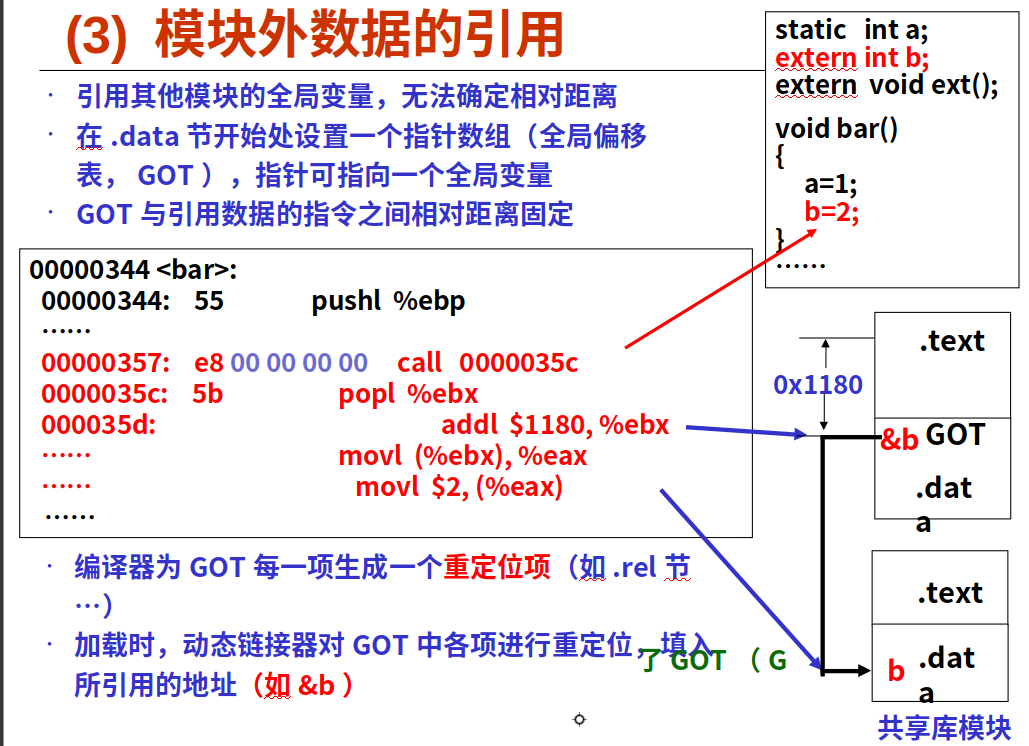 (3) 模块外数据的引用
· 引用其他模块的全局变量，无法确定相对距离
· 在 .data 节开始处设置一个指针数组（全局偏移
表， GOT ），指针可指向一个全局变量
· GOT 与引用数据的指令之间相对距离固定
static int a;
extern int b;
extern void ext();
void bar()
{
a=1;
b=2;
}
……
00000344 <bar>:
00000344: 55 pushl %ebp
……
00000357: e8 00 00 00 00 call 0000035c
0000035c: 5b popl %ebx
000035d: addl $1180, %ebx
…… movl (%ebx), %eax
…… movl $2, (%eax)
……
.text
0x1180
&b GOT
.dat
a
.text
b .dat
a
共享库模块
· 编译器为 GOT 每一项生成一个重定位项（如 .rel 节
…）
· 加载时，动态链接器对 GOT 中各项进行重定位，填入
所引用的地址（如 &b ）
了 GOT （ G